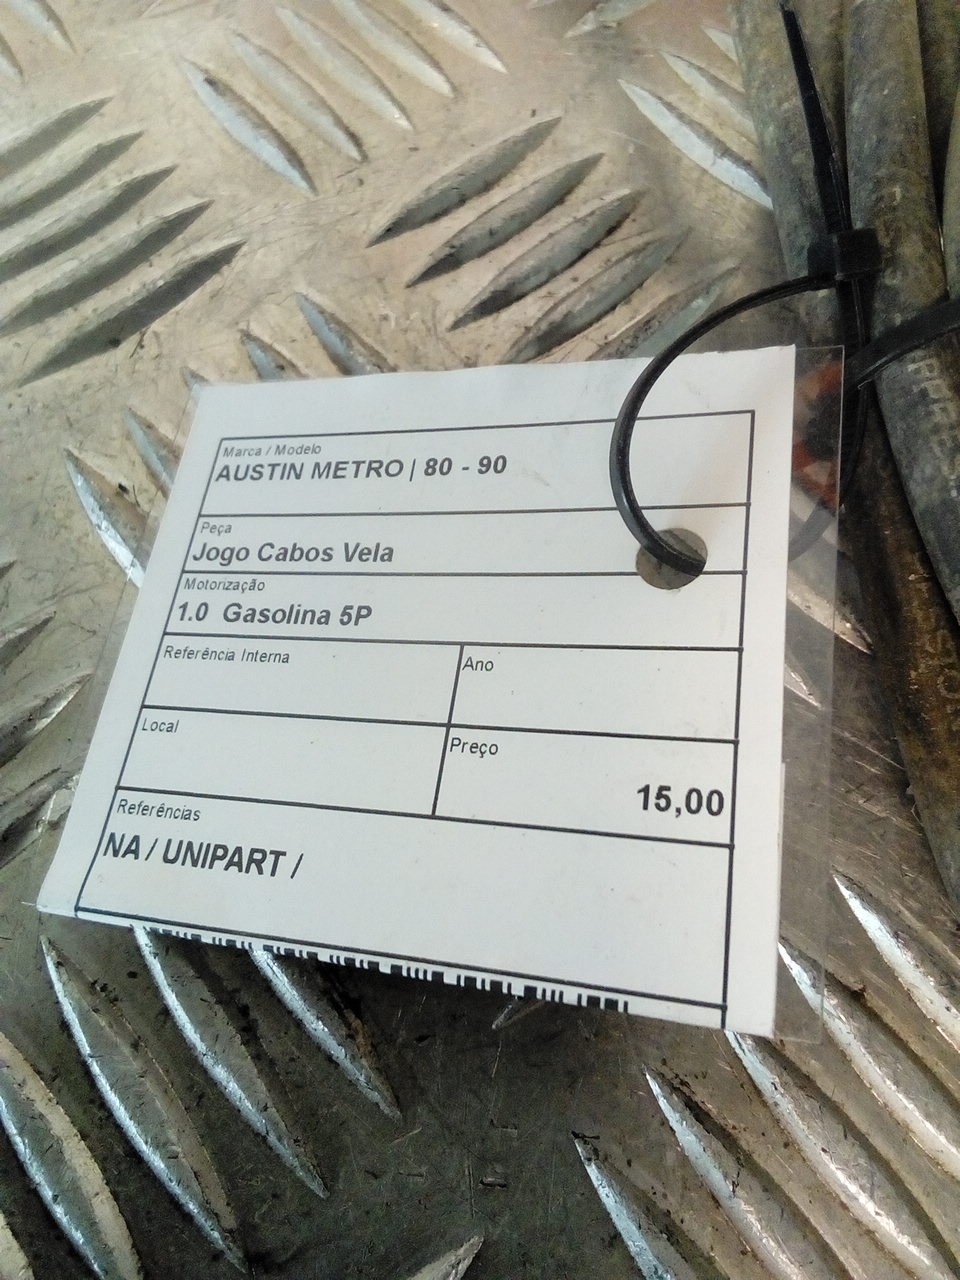 Marca / Modelo
AUSTIN METRO | 80 - 90
Peça
Jogo Cabos Vela
Motorização
1.0 Gasolina 5P
Referência Interna
Ano
Local
Preço
15,00
Referências
NA / UNIPART /